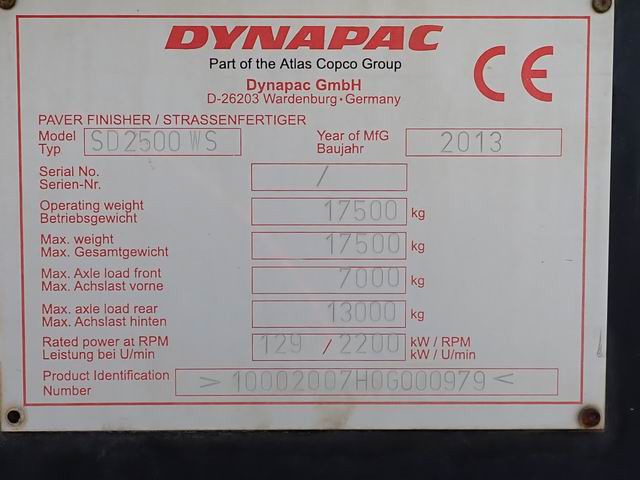 DYNAPAC
Part of the Atlas Copco Group
Dynapac GmbH
D-26203 Wardenburg • Germany
CE
PAVER FINISHER / STRASSENFERTIGER
Model SD2500 WS Year of MfG 2013
Typ Baujahr
Serial No. /
Serien-Nr.
Operating weight 17500 kg
Betriebsgewicht
Max. weight 17500 kg
Max. Gesamtgewicht
Max. Axle load front 7000 kg
Max. Achslast vorne
Max. axle load rear 13000 kg
Max. Achslast hinten
Rated power at RPM 129 / 2200 kW / RPM
Leistung bei U/min kW / U/min
Product Identification >10002007H0G000979<
Number